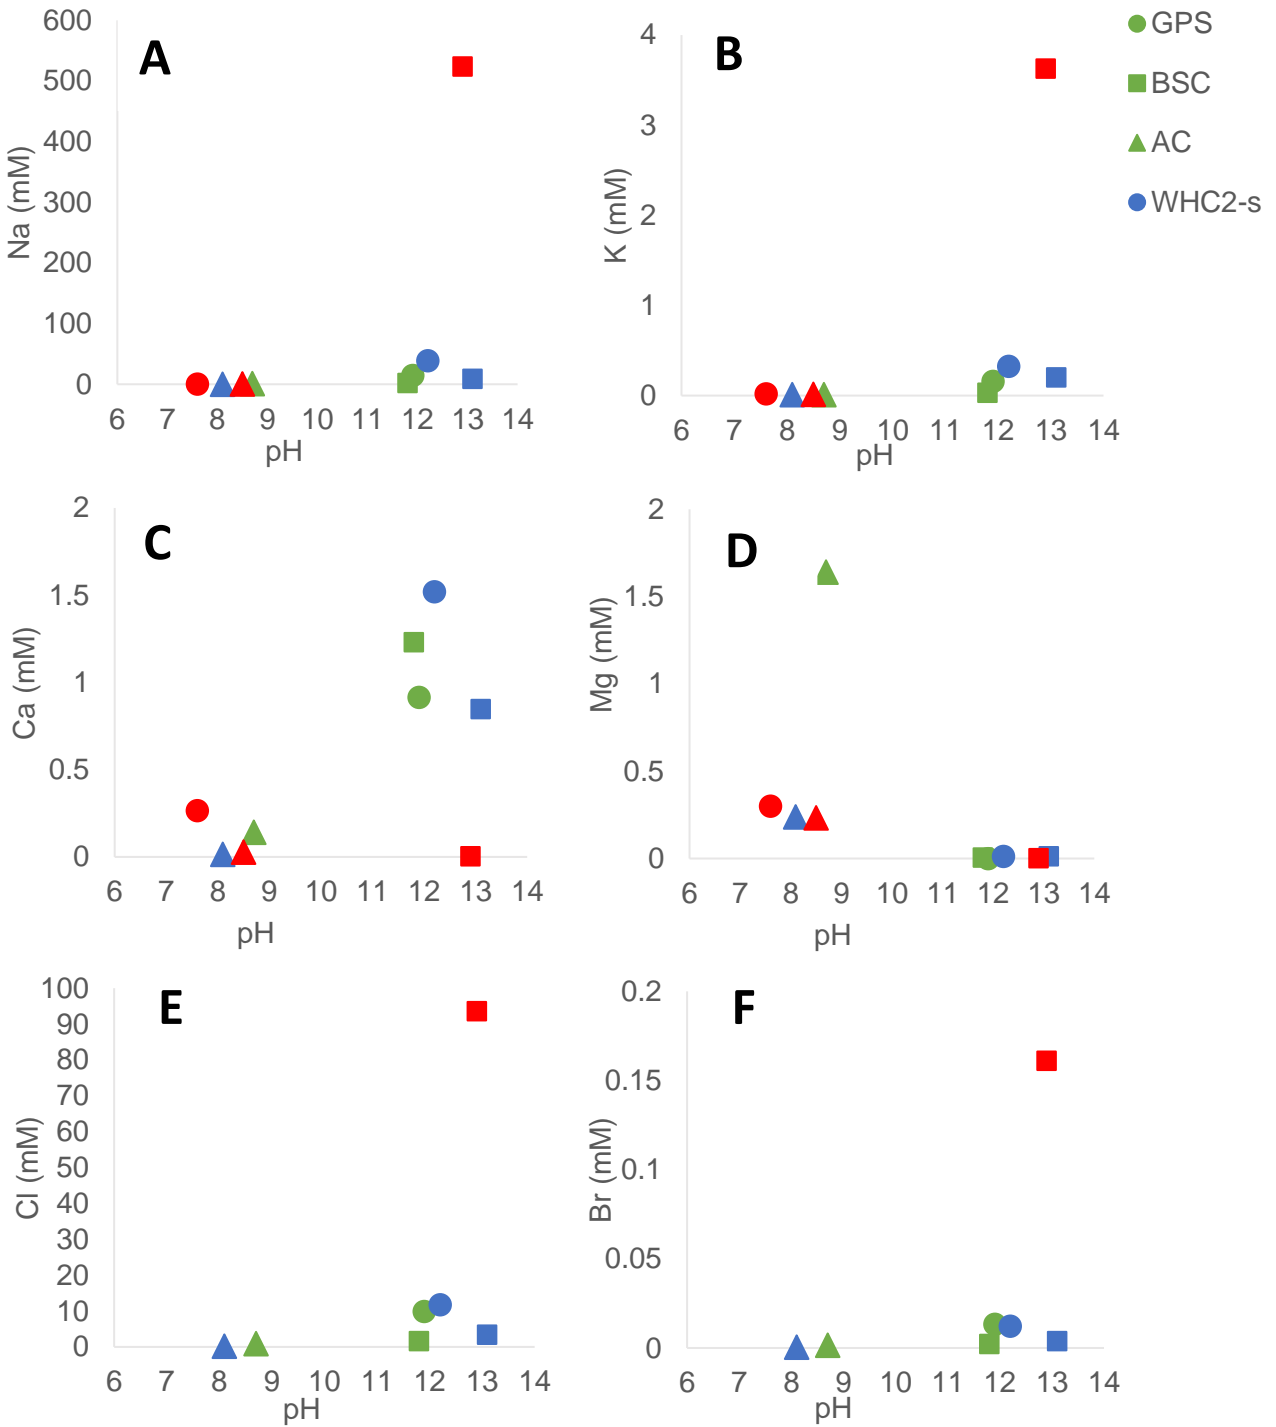 A
600
500
400
300
200
100
0
Na (mM)
6 7 8 9 10 11 12 13 14
pH
B
4
3
2
1
0
K (mM)
6 7 8 9 10 11 12 13 14
pH
GPS
BSC
AC
WHC2-s
C
2
1.5
1
0.5
0
Ca (mM)
6 7 8 9 10 11 12 13 14
pH
D
2
1.5
1
0.5
0
Mg (mM)
6 7 8 9 10 11 12 13 14
pH
E
100
90
80
70
60
50
40
30
20
10
0
Cl (mM)
6 7 8 9 10 11 12 13 14
pH
F
0.2
0.15
0.1
0.05
0
Br (mM)
6 7 8 9 10 11 12 13 14
pH